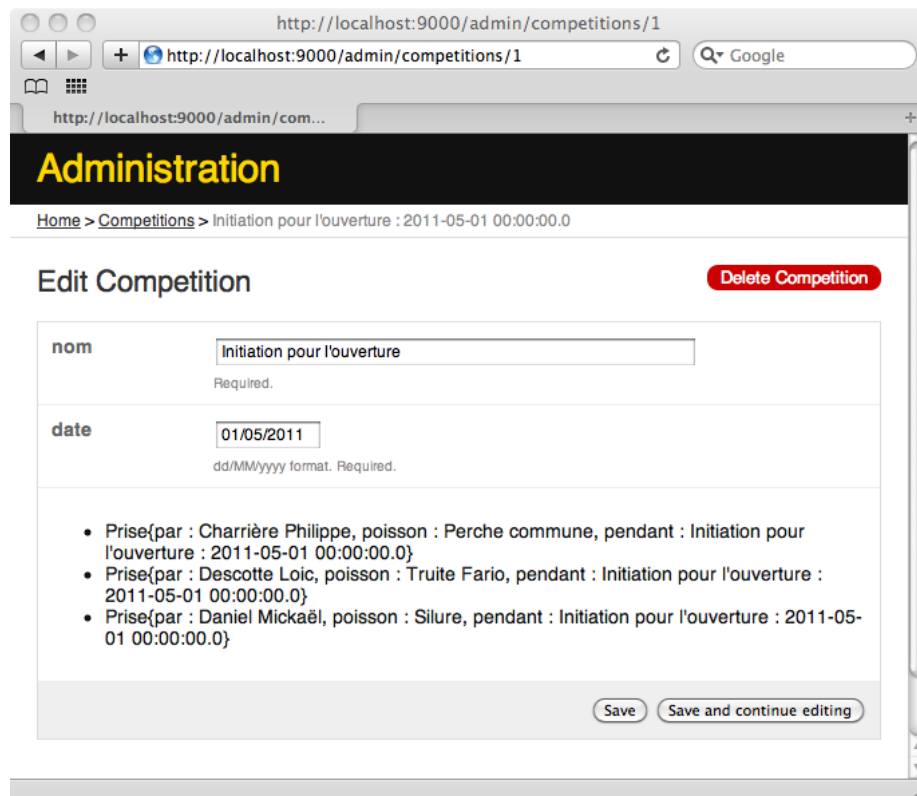 http://localhost:9000/admin/competitions/1
http://localhost:9000/admin/competitions/1
Google
http://localhost:9000/admin/com...
Administration
Home > Competitions > Initiation pour l'ouverture : 2011-05-01 00:00:00.0
Edit Competition
Delete Competition
nom
Initiation pour l'ouverture
Required.
date
01/05/2011
dd/MM/yyyy format. Required.
• Prise{par : Charrière Philippe, poisson : Perche commune, pendant : Initiation pour
l'ouverture : 2011-05-01 00:00:00.0}
• Prise{par : Descotte Loic, poisson : Truite Fario, pendant : Initiation pour l'ouverture :
2011-05-01 00:00:00.0}
• Prise{par : Daniel Mickaël, poisson : Silure, pendant : Initiation pour l'ouverture : 2011-05-
01 00:00:00.0}
Save
Save and continue editing